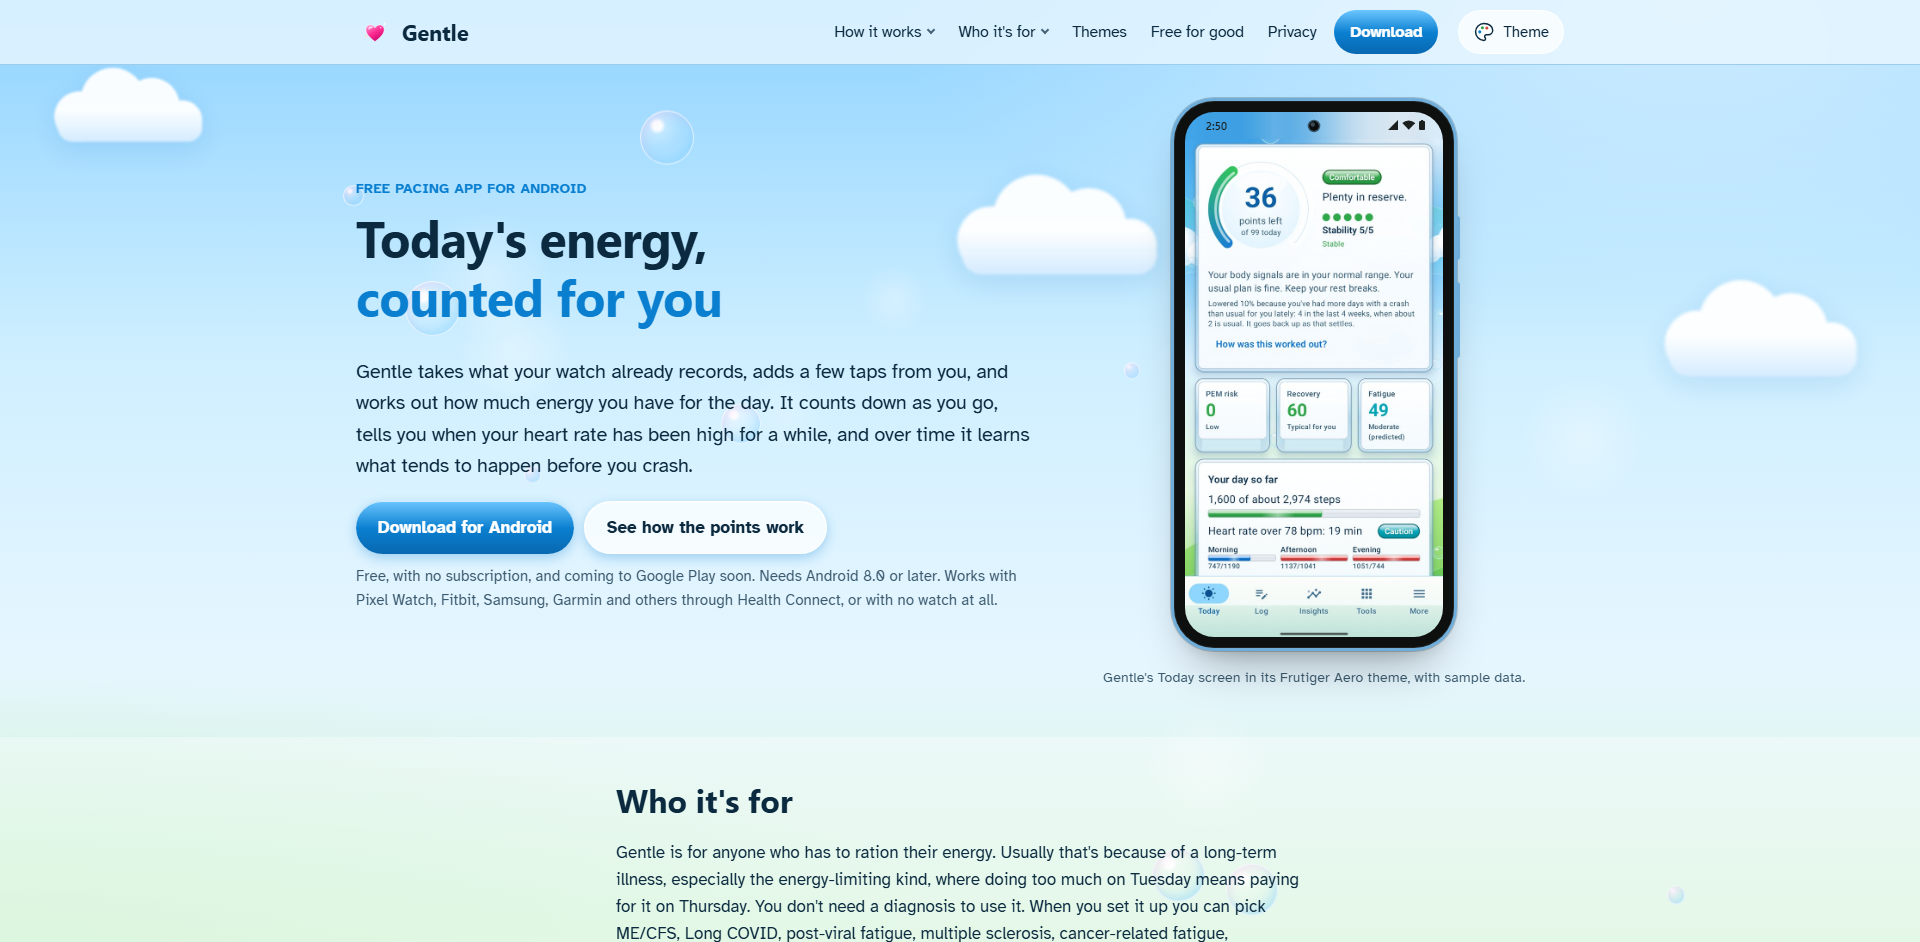 Gentle
How it works
Who it's for
Themes
Free for good
Privacy
Download
Theme
FREE PACING APP FOR ANDROID
Today's energy,
counted for you
Gentle takes what your watch already records, adds a few taps from you, and
works out how much energy you have for the day. It counts down as you go,
tells you when your heart rate has been high for a while, and over time it learns
what tends to happen before you crash.
Download for Android
See how the points work
Free, with no subscription, and coming to Google Play soon. Needs Android 8.0 or later. Works with
Pixel Watch, Fitbit, Samsung, Garmin and others through Health Connect, or with no watch at all.
2:50
36
points left
of 99 today
Comfortable
Plenty in reserve.
Stability 5/5
Stable
Your body signals are in your normal range. Your
usual plan is fine. Keep your rest breaks.
Lowered 10% because you've had more days with a crash
than usual for you lately: 4 in the last 4 weeks, when about
2 is usual. It goes back up as that settles.
How was this worked out?
PEM risk
0
Low
Recovery
60
Typical for you
Fatigue
49
Moderate
(predicted)
Your day so far
1,600 of about 2,974 steps
Heart rate over 78 bpm: 19 min
Caution
Morning
747/1190
Afternoon
1137/1041
Evening
1051/744
Today
Log
Insights
Tools
More
Gentle's Today screen in its Frutiger Aero theme, with sample data.
Who it's for
Gentle is for anyone who has to ration their energy. Usually that's because of a long-term
illness, especially the energy-limiting kind, where doing too much on Tuesday means paying
for it on Thursday. You don't need a diagnosis to use it. When you set it up you can pick
ME/CFS, Long COVID, post-viral fatigue, multiple sclerosis, cancer-related fatigue,